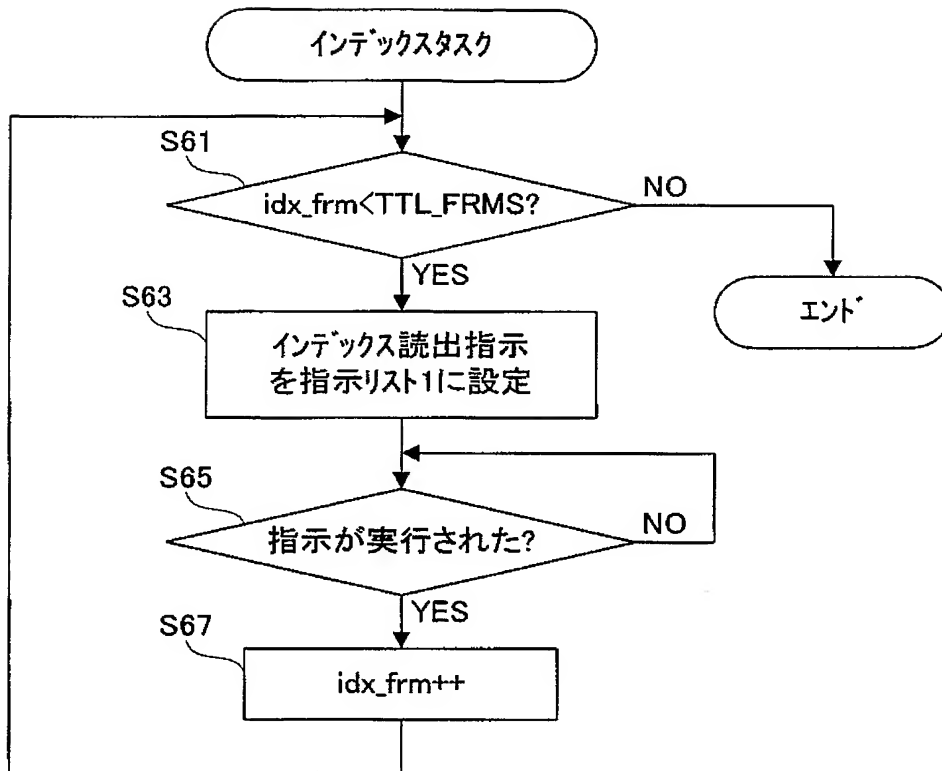 インデックスタスク
S61
idx_frm<TTL_FRMS?
NO
YES
エンド
S63
インデックス読出指示
を指示リスト1に設定
S65
指示が実行された?
NO
YES
S67
idx_frm++